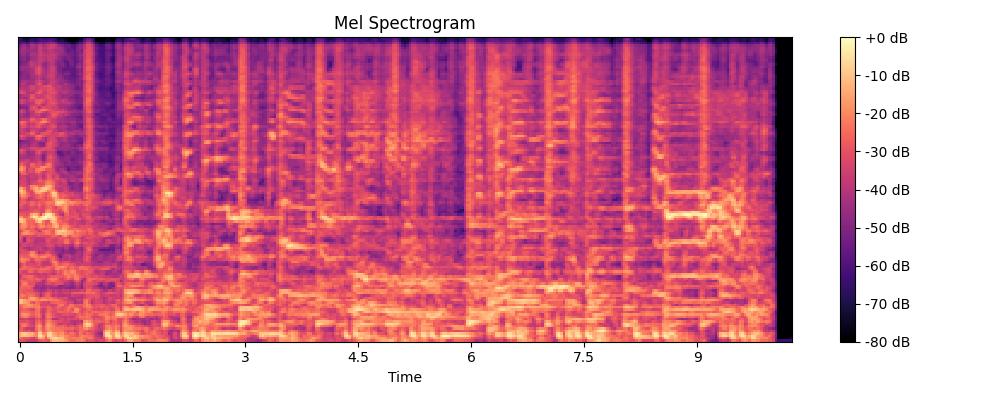 Mel Spectrogram
+0 dB
-10 dB
-20 dB
-30 dB
-40 dB
-50 dB
-60 dB
-70 dB
-80 dB
0 1.5 3 4.5 6 7.5 9
Time